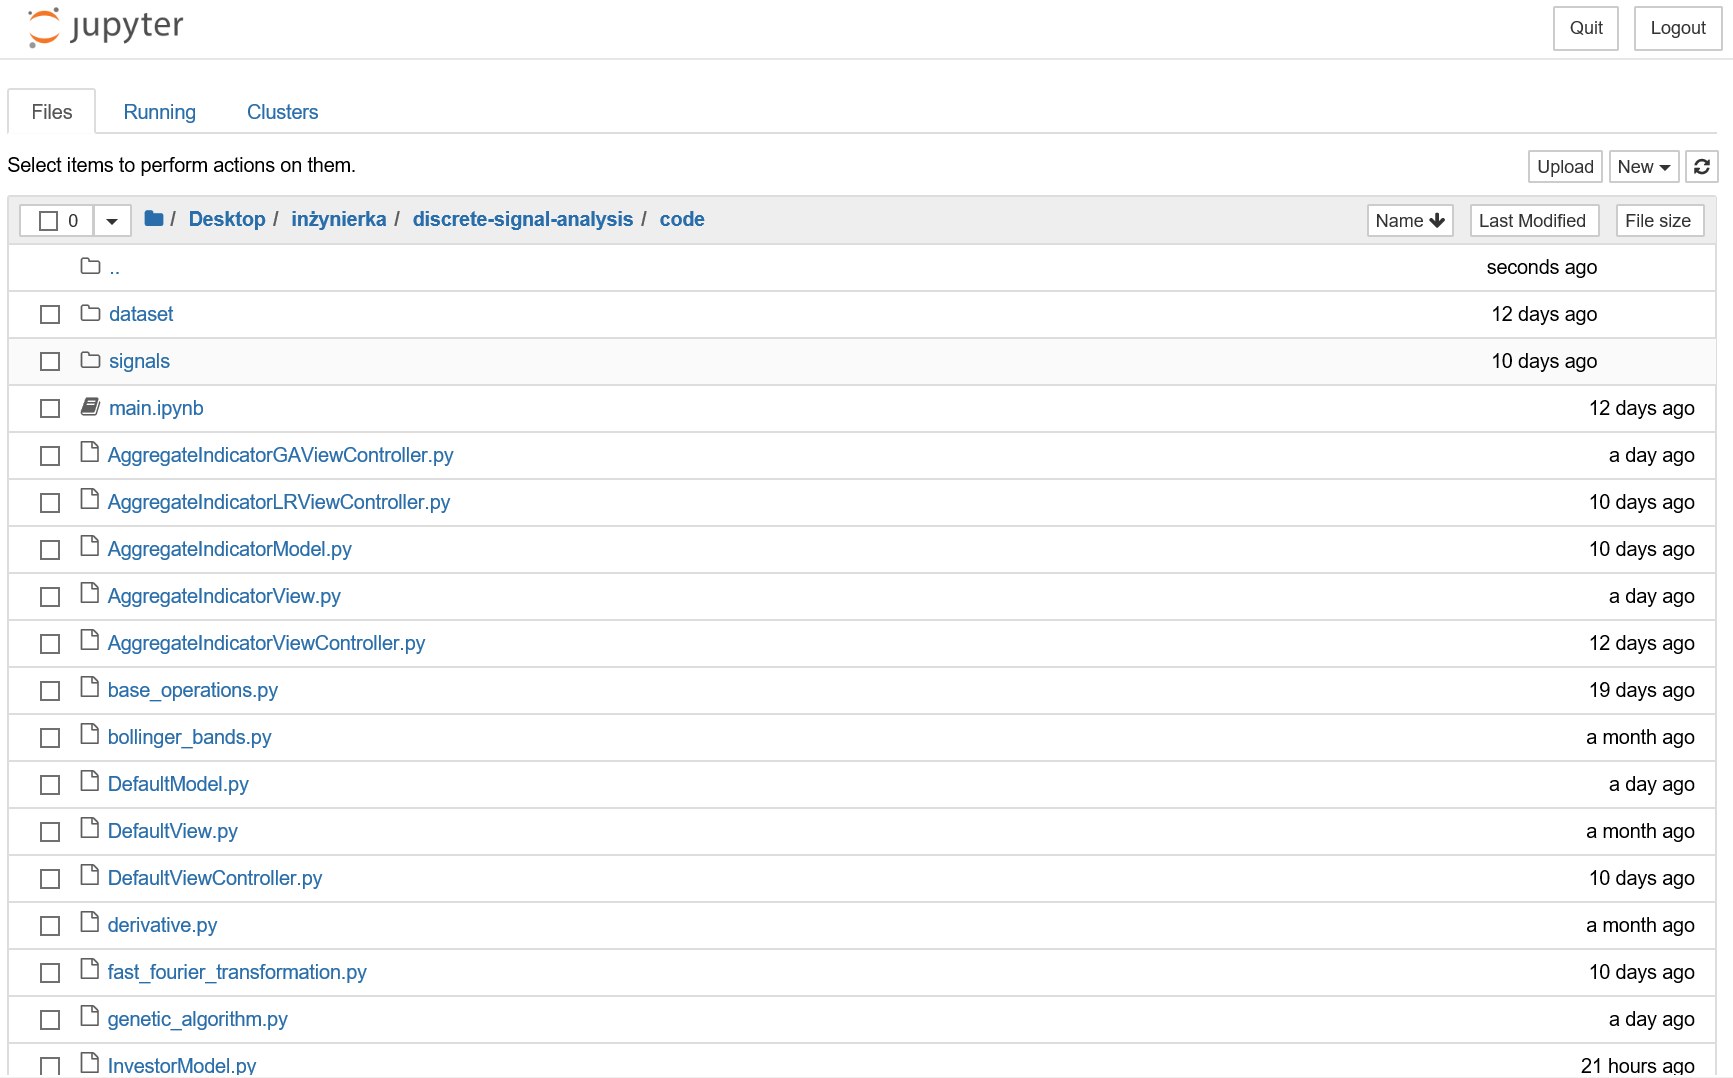 jupyter
Quit Logout
Files Running Clusters
Select items to perform actions on them.
Upload New
0 / Desktop / inżynierka / discrete-signal-analysis / code Name Last Modified File size
.. seconds ago
dataset 12 days ago
signals 10 days ago
main.ipynb 12 days ago
AggregateIndicatorGAViewController.py a day ago
AggregateIndicatorLRViewController.py 10 days ago
AggregateIndicatorModel.py 10 days ago
AggregateIndicatorView.py a day ago
AggregateIndicatorViewController.py 12 days ago
base_operations.py 19 days ago
bollinger_bands.py a month ago
DefaultModel.py a day ago
DefaultView.py a month ago
DefaultViewController.py 10 days ago
derivative.py a month ago
fast_fourier_transformation.py 10 days ago
genetic_algorithm.py a day ago
InvestorModel.py 21 hours ago